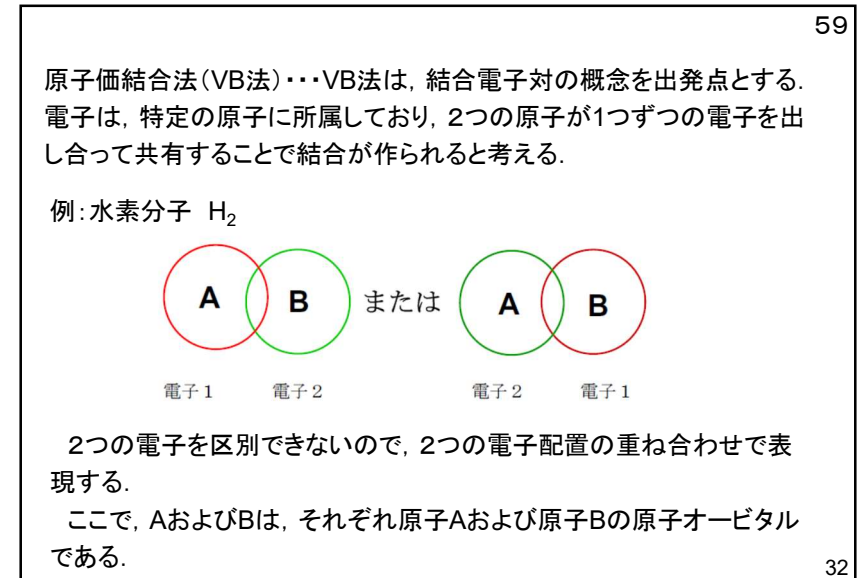 59
原子価結合法(VB法)・・・VB法は,結合電子対の概念を出発点とする.
電子は,特定の原子に所属しており,2つの原子が1つずつの電子を出
し合って共有することで結合が作られると考える.
例:水素分子 H₂
A B または A B
電子1 電子2 電子2 電子1
2つの電子を区別できないので,2つの電子配置の重ね合わせで表
現する.
ここで,AおよびBは,それぞれ原子Aおよび原子Bの原子オービタル
である.
32